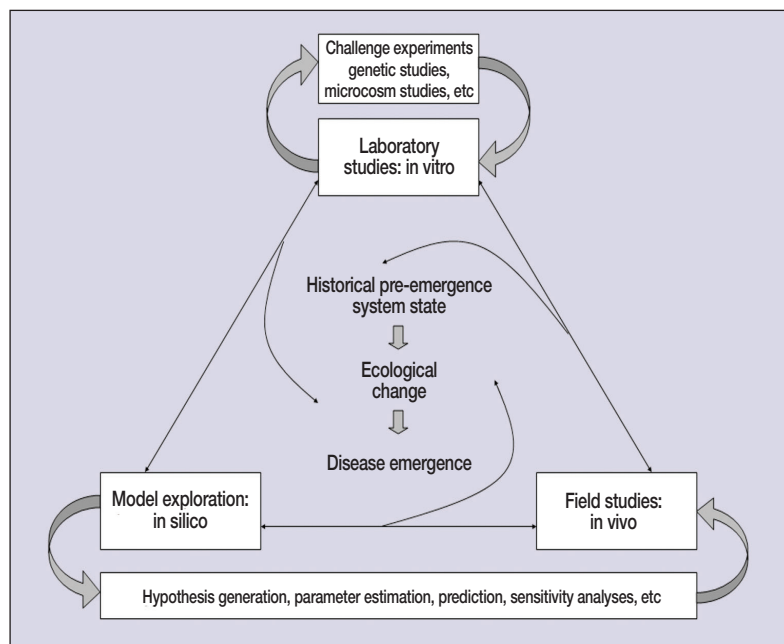 Challenge experiments
genetic studies,
microcosm studies, etc
Laboratory
studies: in vitro
Historical pre-emergence
system state
Ecological
change
Disease emergence
Model exploration:
in silico
Field studies:
in vivo
Hypothesis generation, parameter estimation, prediction, sensitivity analyses, etc